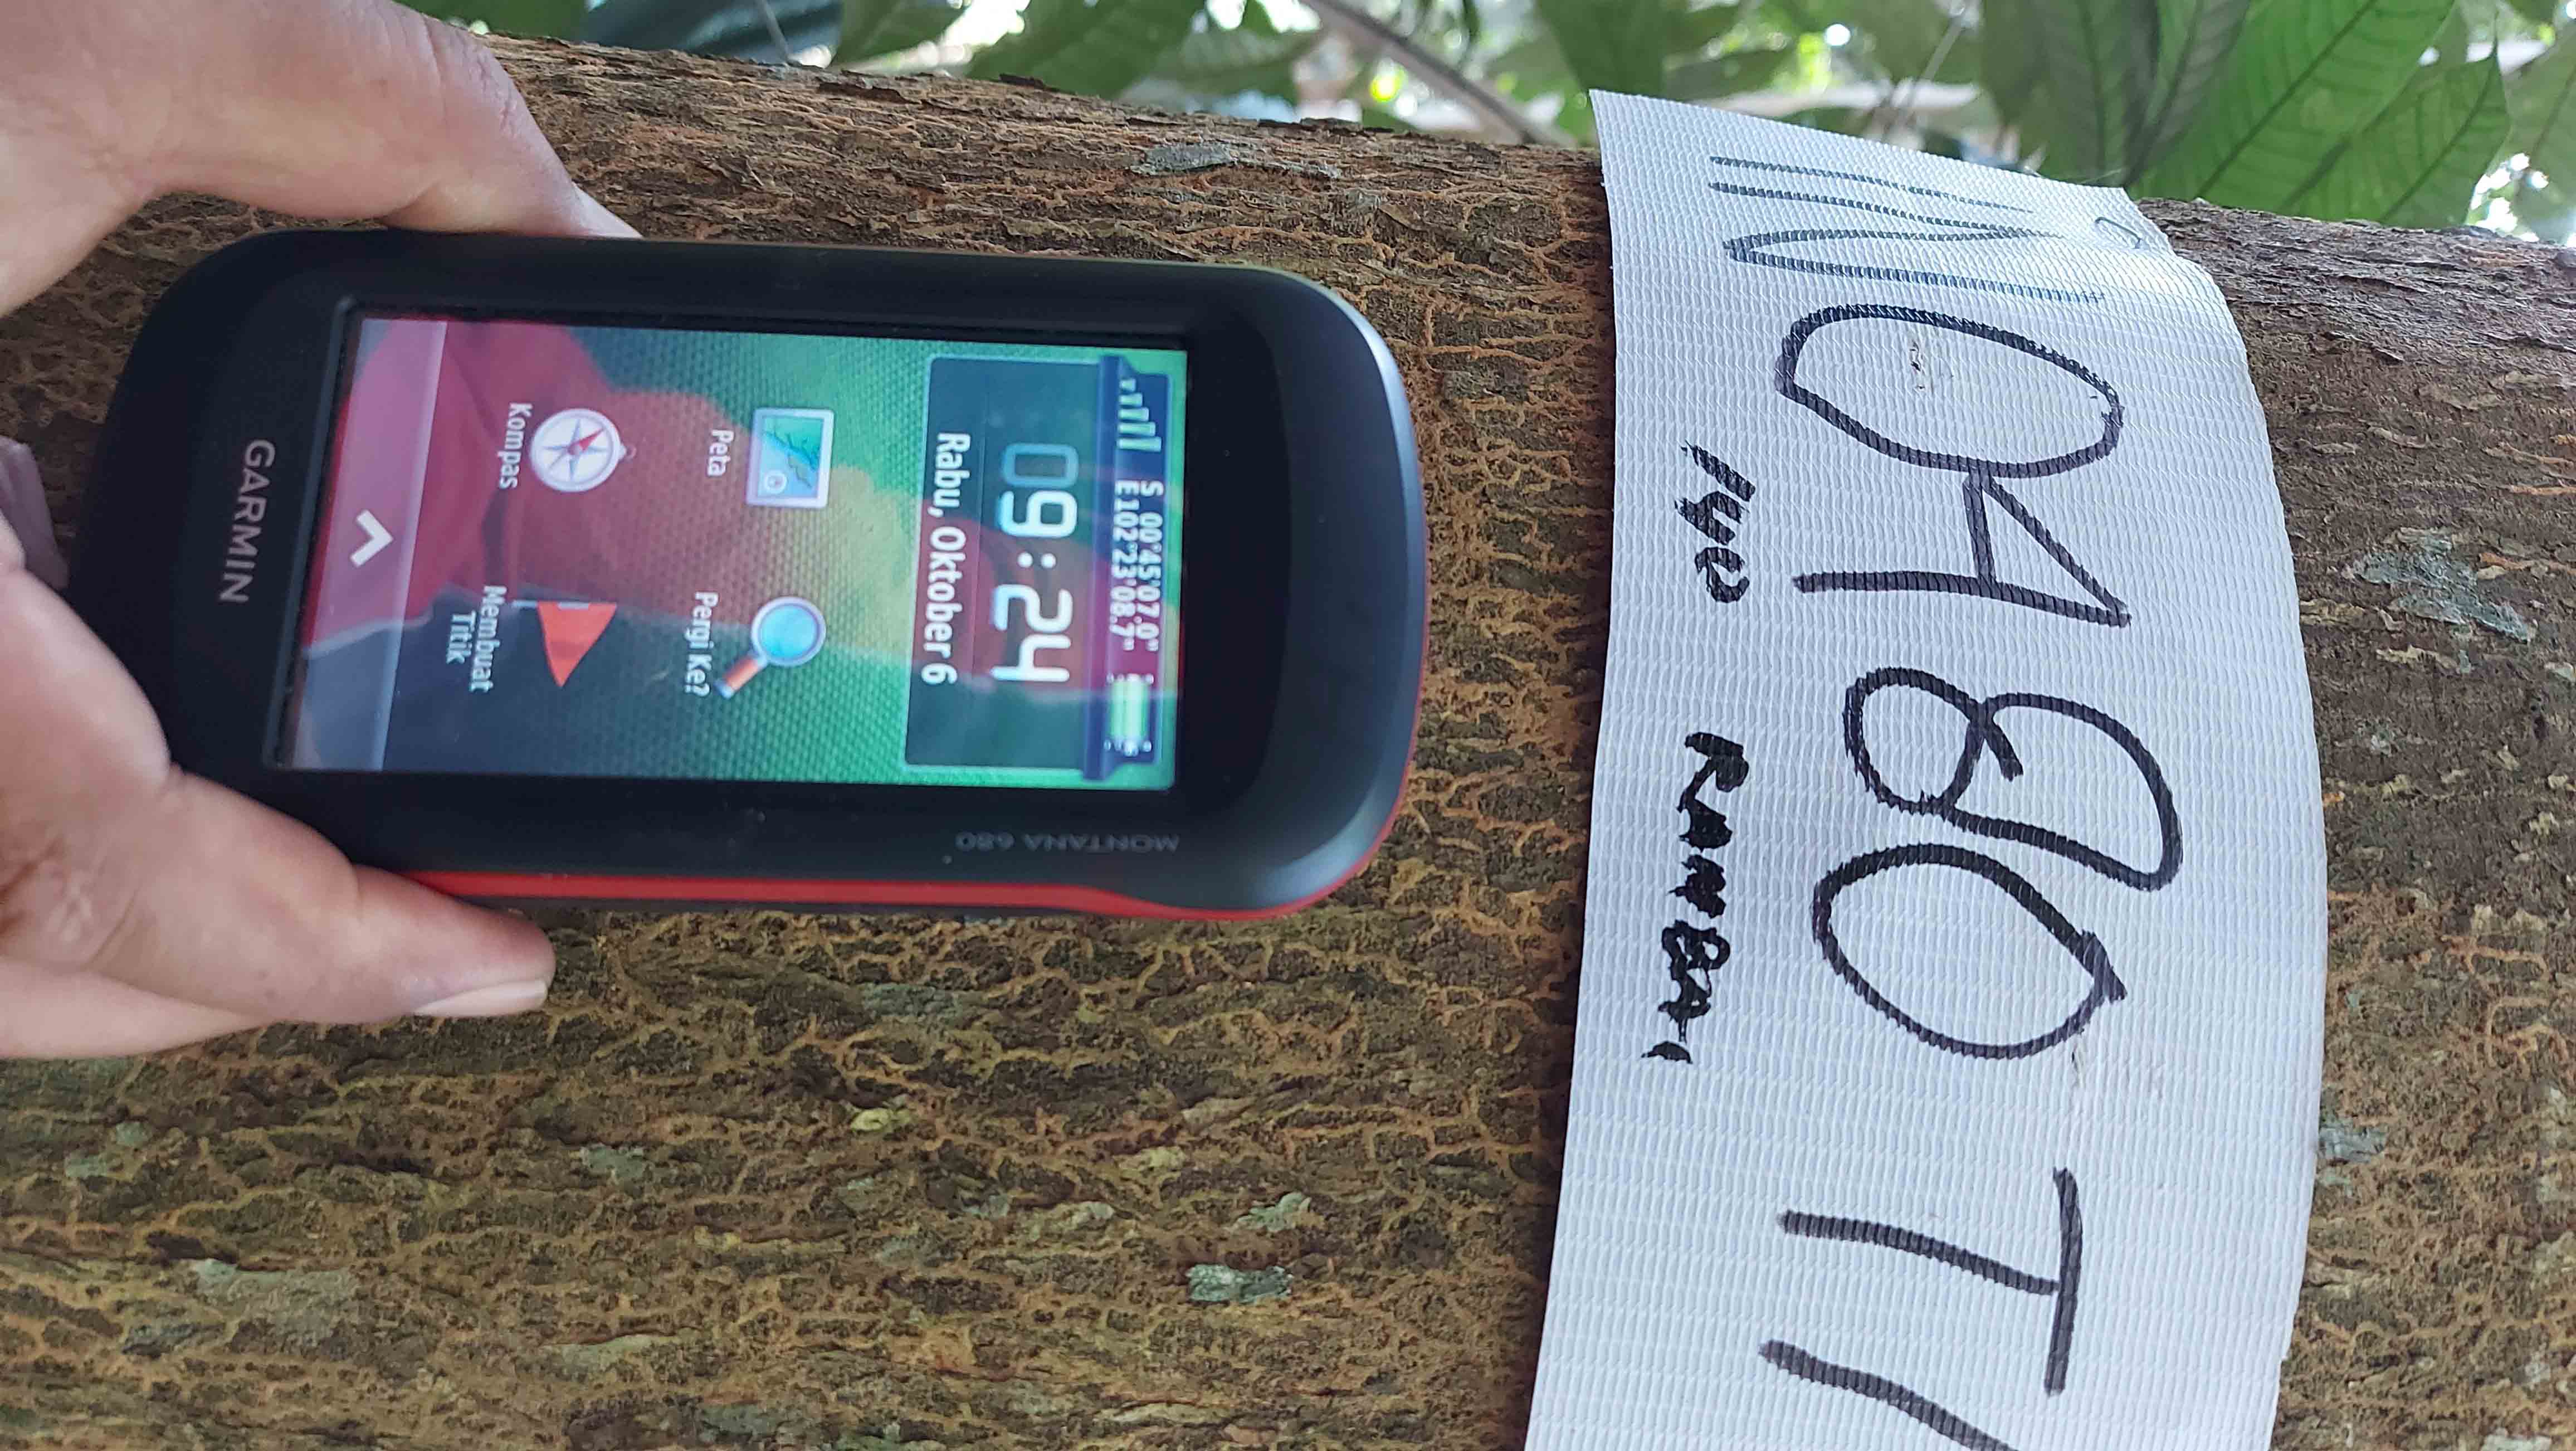 IN0480 TI
140 RAMBAI
S 00°45'07.0"
E102°23'08.7"
09:24
Rabu, Oktober 6
Peta
Pergi Ke?
Kompas
Membuat
Titik
MONTANA 680
GARMIN